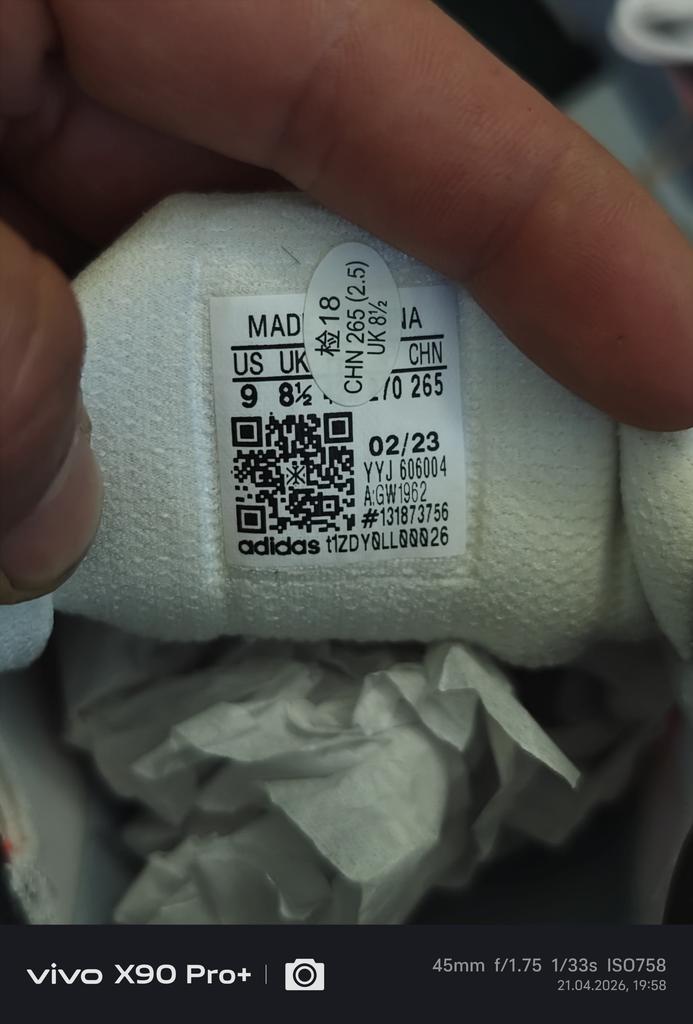 检18
CHN 265 (2.5)
UK 8½
MAD NA
US UK CHN
9 8½ 270 265
02/23
YYJ 606004
A:GW1962
#131873756
adidas t1ZDY0LL00026
vivo X90 Pro+
45mm f/1.75 1/33s ISO758
21.04.2026, 19:58